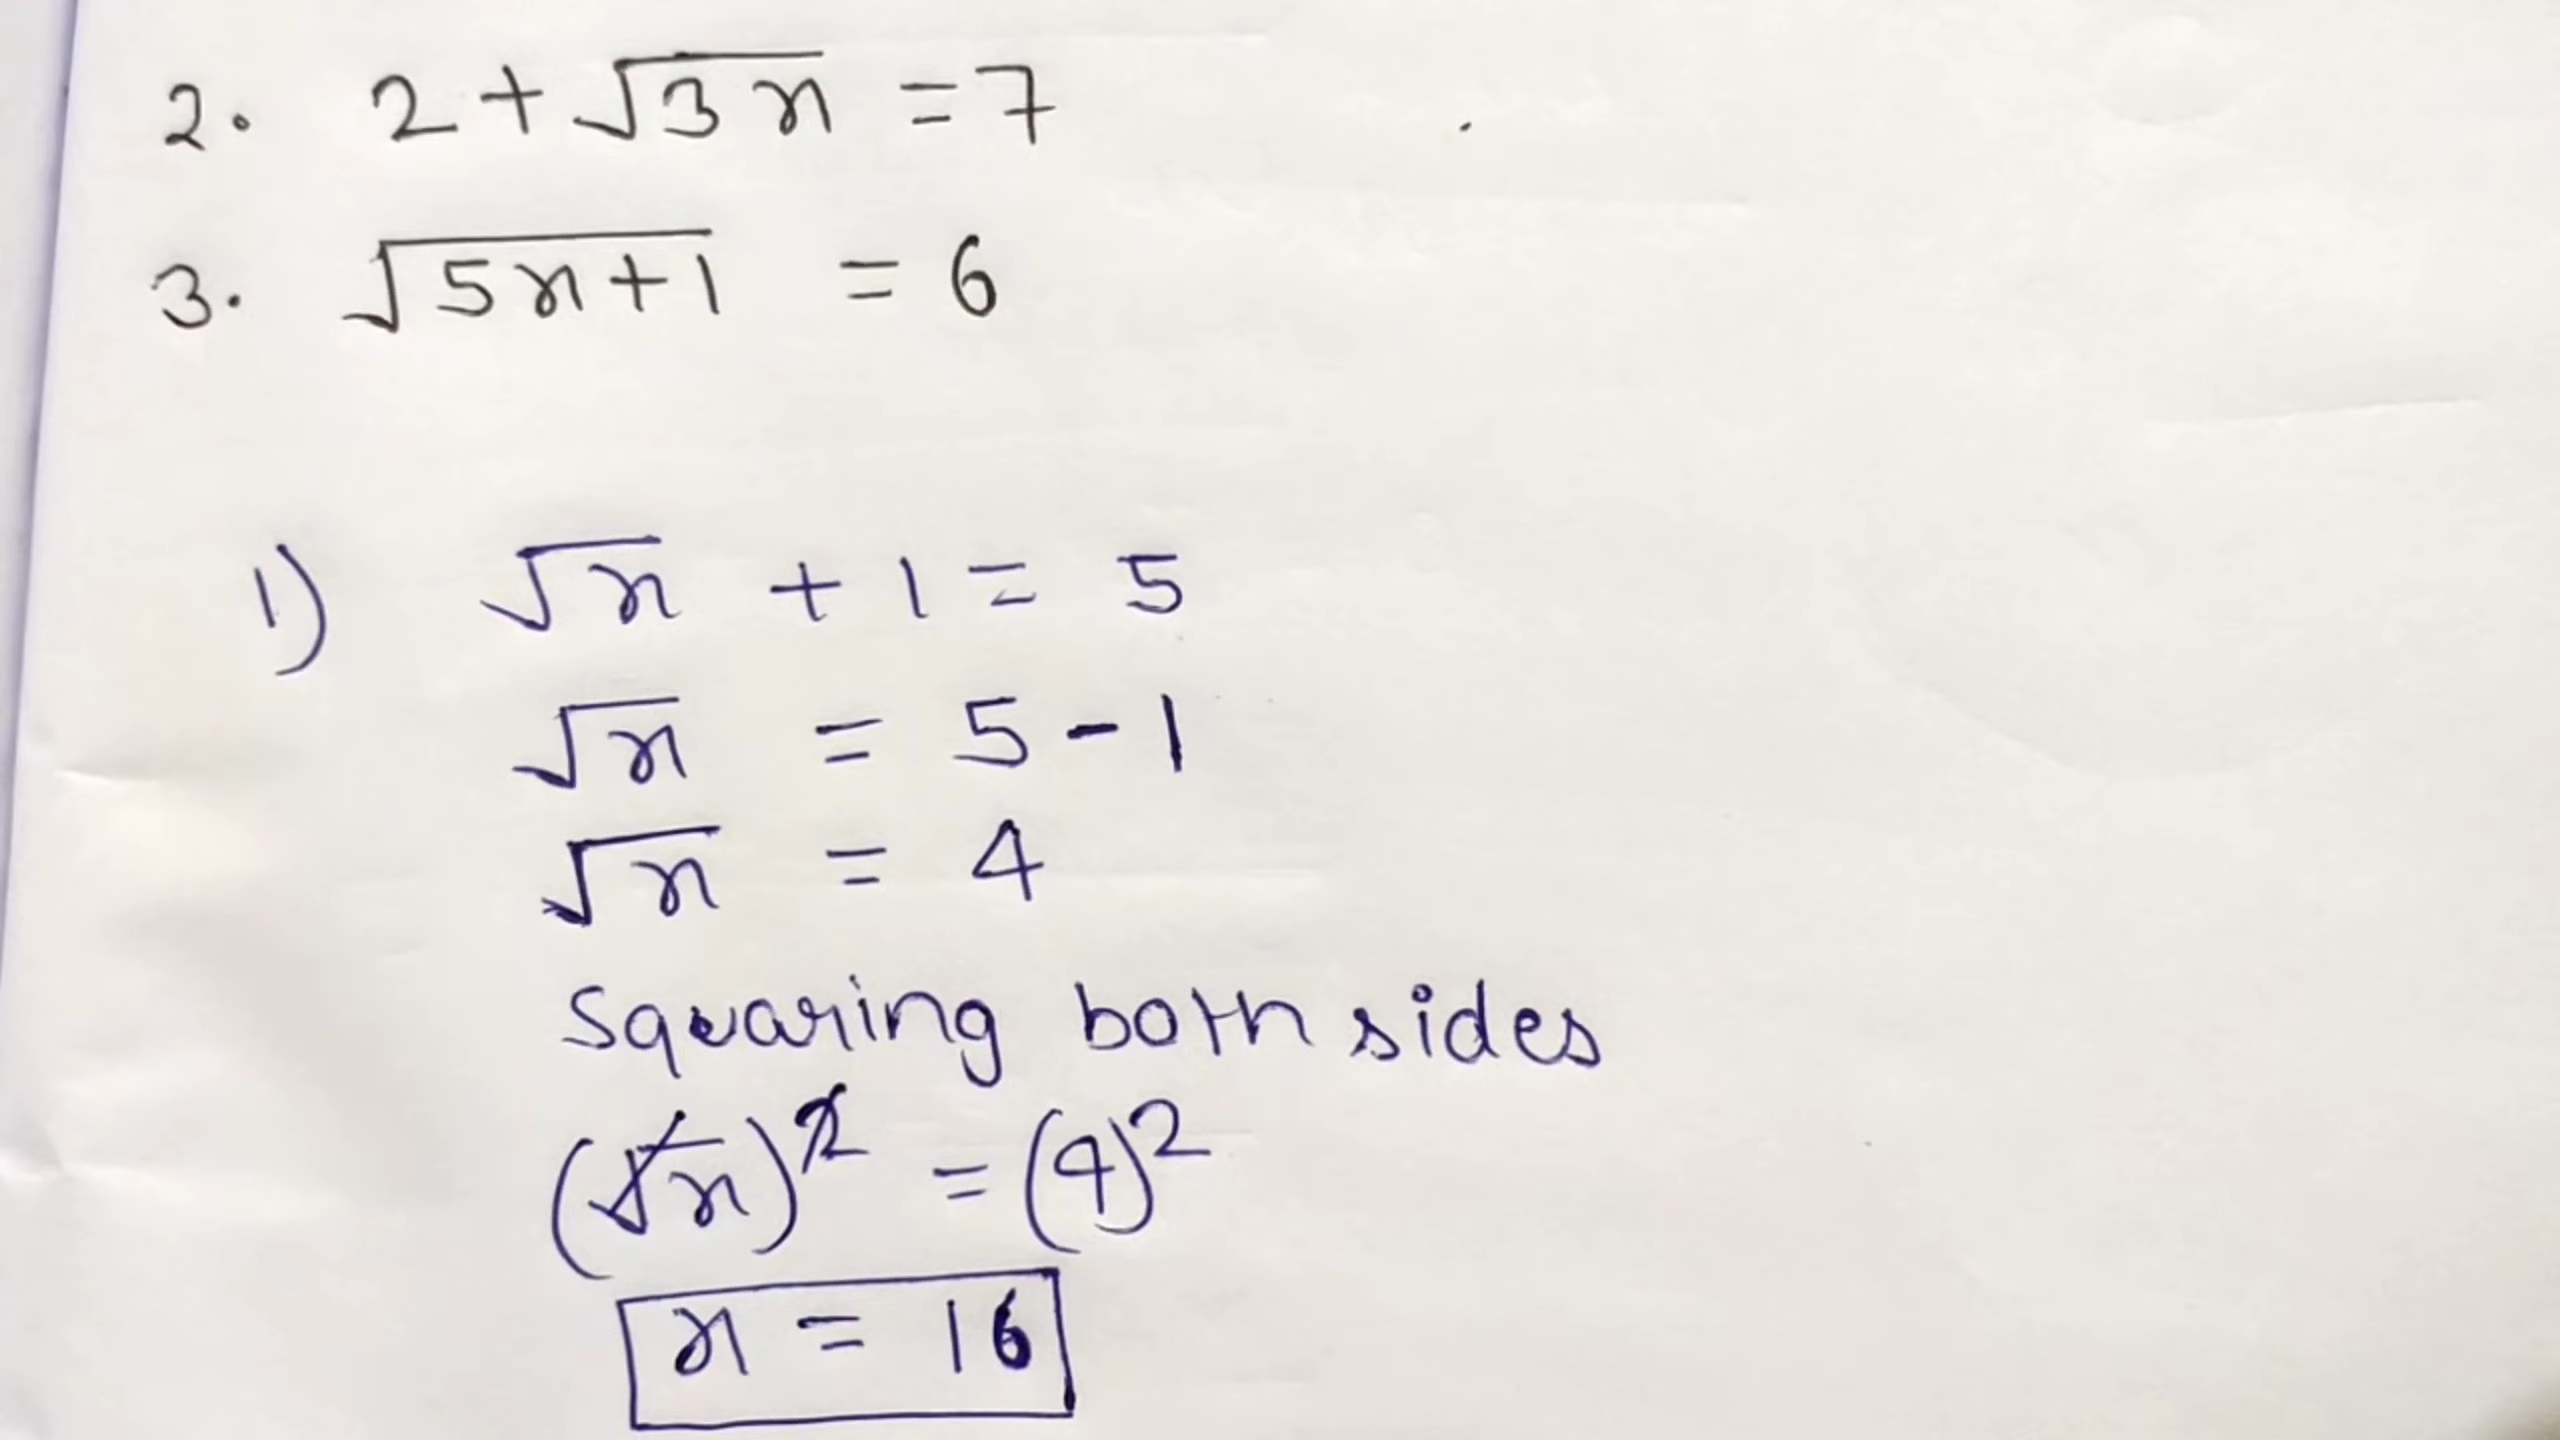 2. 2+√3x = 7
3. √5x+1 = 6
1) √x + 1 = 5
√x = 5 - 1
√x = 4
Squaring both sides
(√x)² = (4)²
x = 16